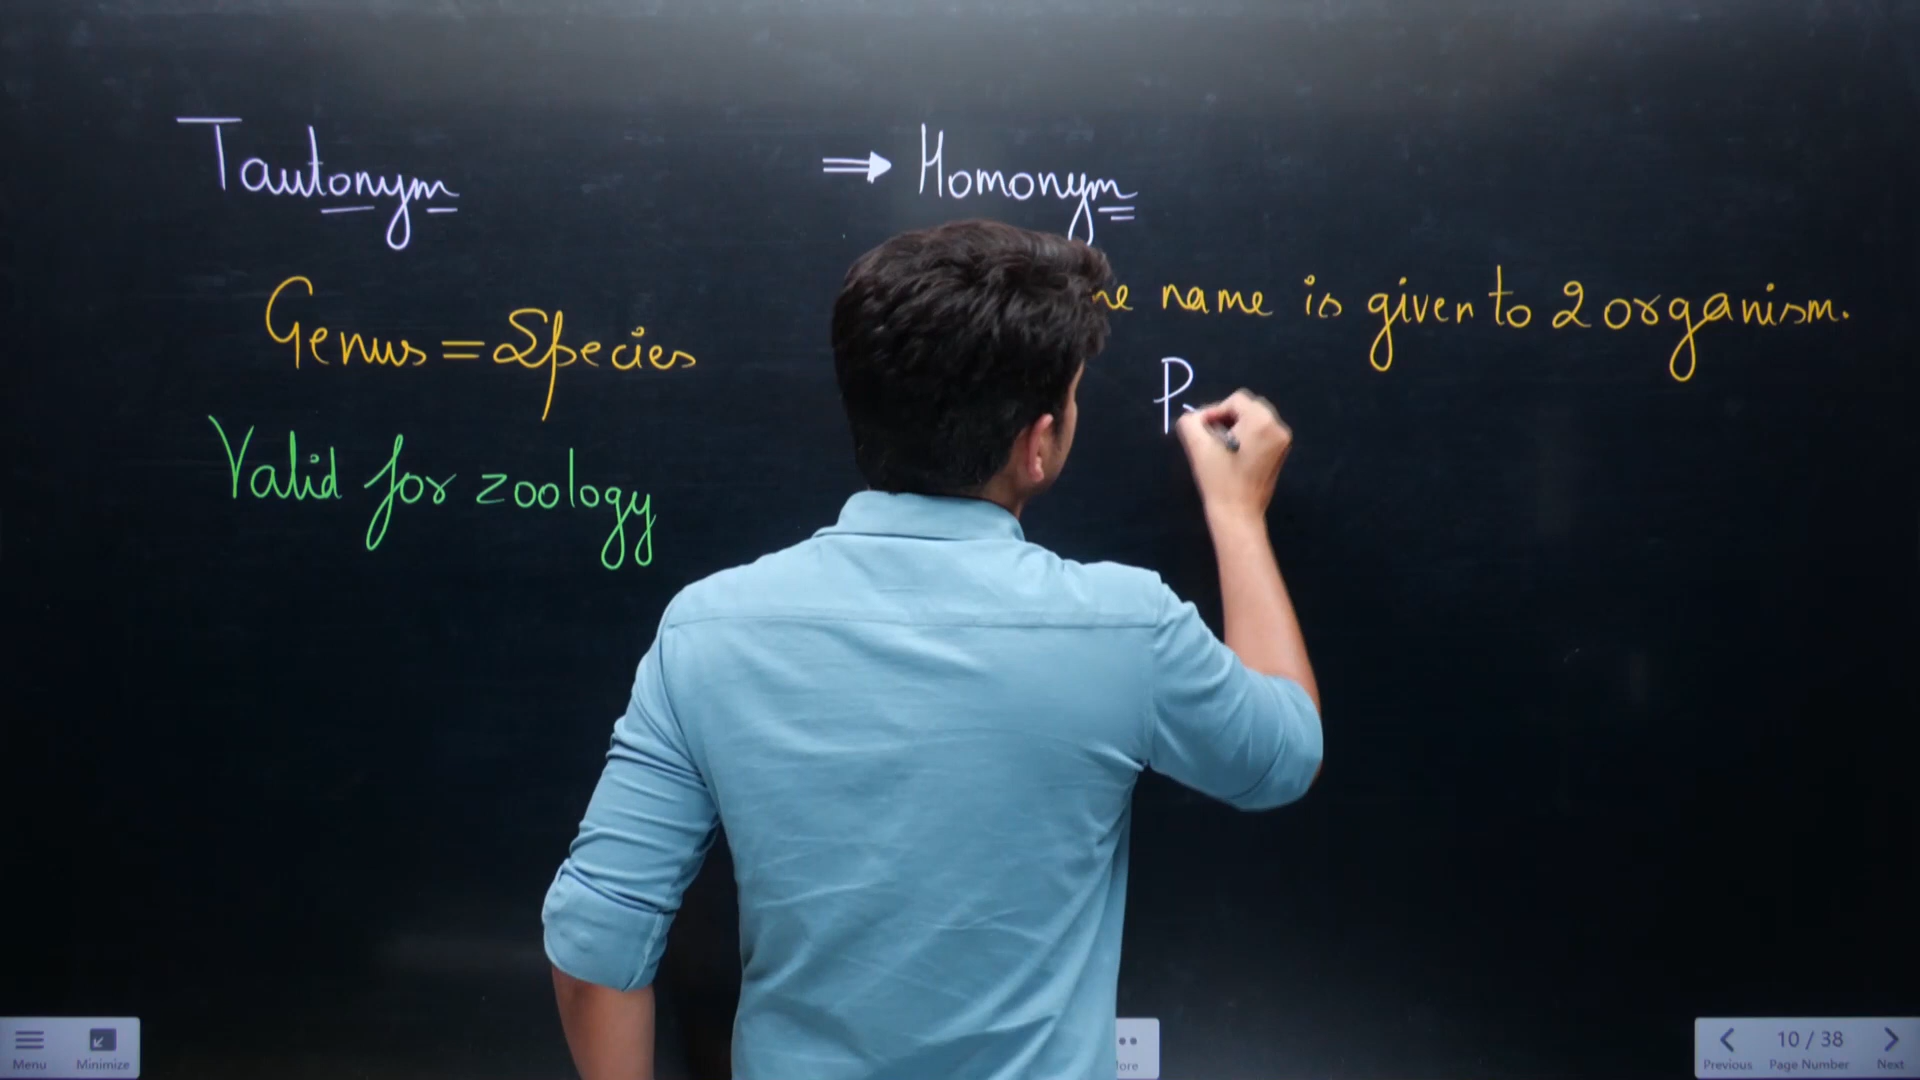 Tautonym
⇒ Homonym
Genus = Species
name is given to 2 organism.
Valid for zoology
P
Menu
Minimize
10 / 38
Previous
Page Number
Next